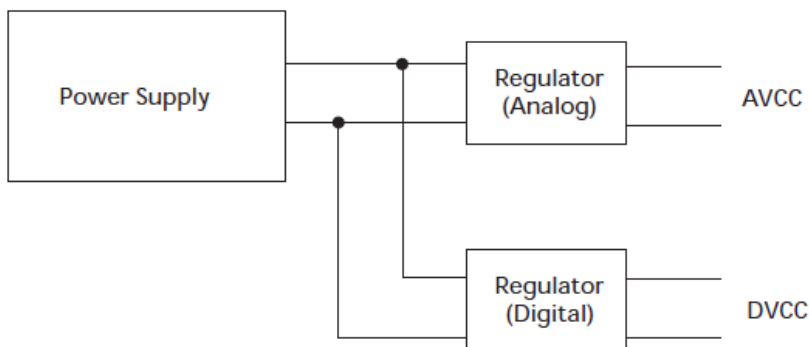 Power Supply
Regulator
(Analog)
AVCC
Regulator
(Digital)
DVCC